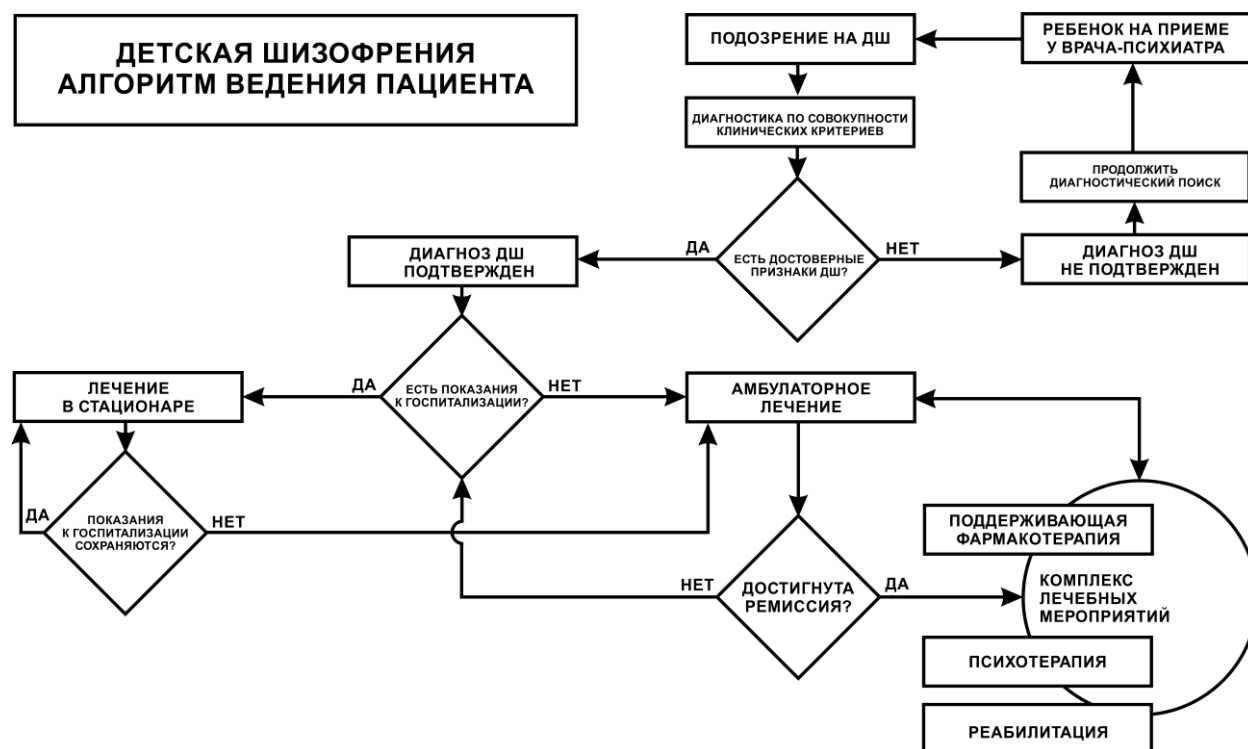 ДЕТСКАЯ ШИЗОФРЕНИЯ
АЛГОРИТМ ВЕДЕНИЯ ПАЦИЕНТА
ПОДОЗРЕНИЕ НА ДШ
РЕБЕНОК НА ПРИЕМЕ
У ВРАЧА-ПСИХИАТРА
ДИАГНОСТИКА ПО СОВОКУПНОСТИ
КЛИНИЧЕСКИХ КРИТЕРИЕВ
ПРОДОЛЖИТЬ
ДИАГНОСТИЧЕСКИЙ ПОИСК
ДИАГНОЗ ДШ
ПОДТВЕРЖДЕН
ДА
ЕСТЬ ДОСТОВЕРНЫЕ
ПРИЗНАКИ ДШ?
НЕТ
ДИАГНОЗ ДШ
НЕ ПОДТВЕРЖДЕН
ЛЕЧЕНИЕ
В СТАЦИОНАРЕ
ДА
ЕСТЬ ПОКАЗАНИЯ
К ГОСПИТАЛИЗАЦИИ?
НЕТ
АМБУЛАТОРНОЕ
ЛЕЧЕНИЕ
ДА
ПОКАЗАНИЯ
К ГОСПИТАЛИЗАЦИИ
СОХРАНЯЮТСЯ?
НЕТ
НЕТ
ДОСТИГНУТА
РЕМИССИЯ?
ДА
ПОДДЕРЖИВАЮЩАЯ
ФАРМАКОТЕРАПИЯ
КОМПЛЕКС
ЛЕЧЕБНЫХ
МЕРОПРИЯТИЙ
ПСИХОТЕРАПИЯ
РЕАБИЛИТАЦИЯ